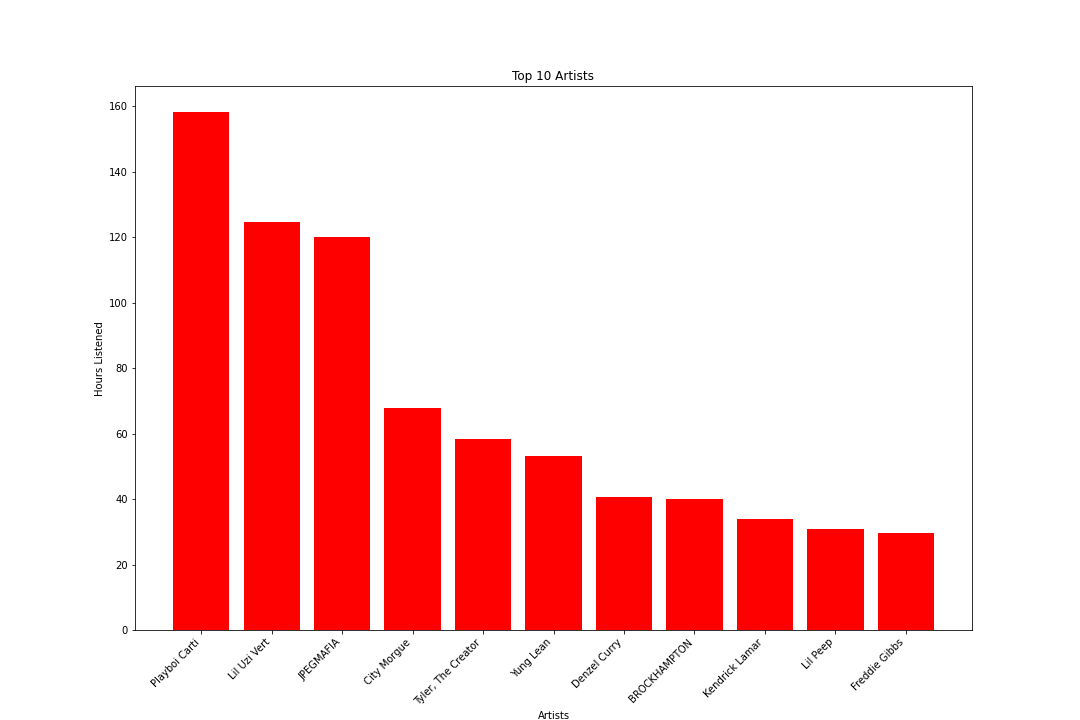 Top 10 Artists
160
140
120
100
80
60
40
20
0
Hours Listened
Playboi Carti
Lil Uzi Vert
JPEGMAFIA
City Morgue
Tyler, The Creator
Yung Lean
Denzel Curry
BROCKHAMPTON
Kendrick Lamar
Lil Peep
Freddie Gibbs
Artists